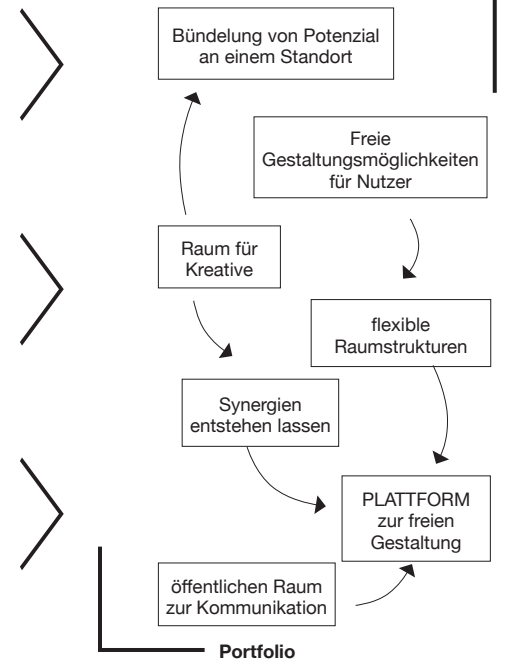 Bündelung von Potenzial
an einem Standort
Freie
Gestaltungsmöglichkeiten
für Nutzer
Raum für
Kreative
flexible
Raumstrukturen
Synergien
entstehen lassen
PLATTFORM
zur freien
Gestaltung
öffentlichen Raum
zur Kommunikation
Portfolio